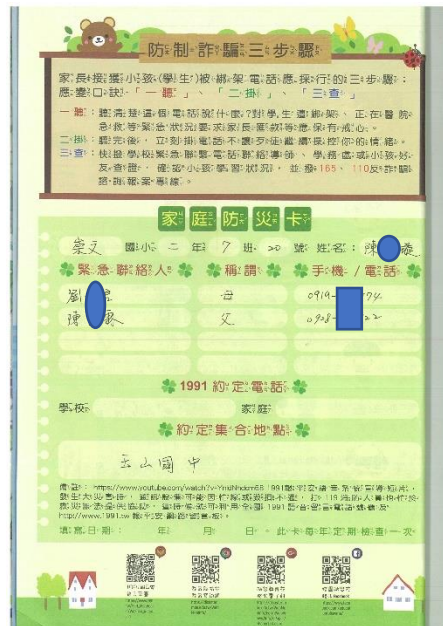 防制詐騙三步驟
家長接獲小孩(學生)被綁架電話應採行的三步驟：
應變口訣「一聽」、「二掛」、「三查」
一聽：聽清楚這個電話說什麼？對學生遭綁架、正在醫院
急救等緊急狀況要求家長匯款等應保有戒心。
二掛：聽完後，立刻掛電話不讓歹徒繼續操控你的情緒。
三查：快撥學校緊急聯繫電話聯絡導師、學務處或小孩好
友查證，確認小孩學習狀況，並撥165、110反詐騙
諮詢報案專線。
家庭防災卡
崇文 國小 二 年 7 班 20 號 姓名：陳
緊急聯絡人 稱謂 手機/電話
劉 母 0919- 74
陳 父 0928- 22
1991約定電話
學校 家庭
約定集合地點
玉山國中
填寫日期： 年 月 日 此卡每年定期檢查一次